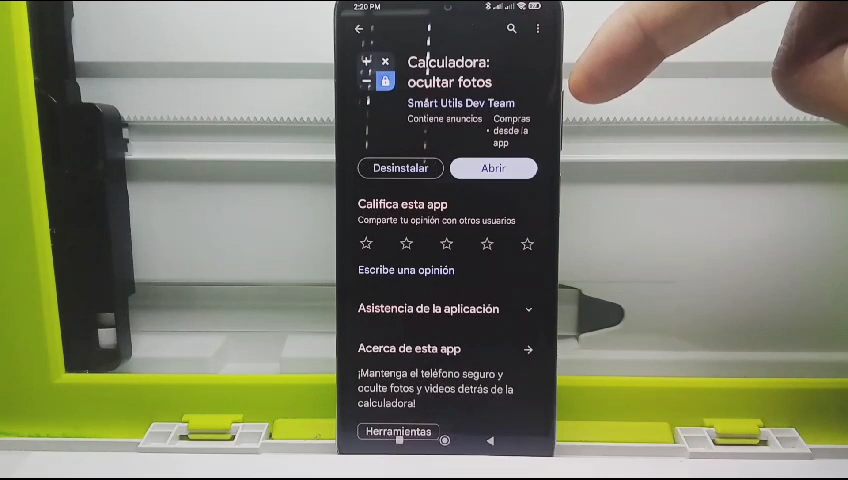 2:20 PM
Calculadora:
ocultar fotos
Smart Utils Dev Team
Contiene anuncios
Compras
desde la
app
Desinstalar
Abrir
Califica esta app
Comparte tu opinión con otros usuarios
Escribe una opinión
Asistencia de la aplicación
Acerca de esta app
¡Mantenga el teléfono seguro y
oculte fotos y videos detrás de la
calculadora!
Herramientas